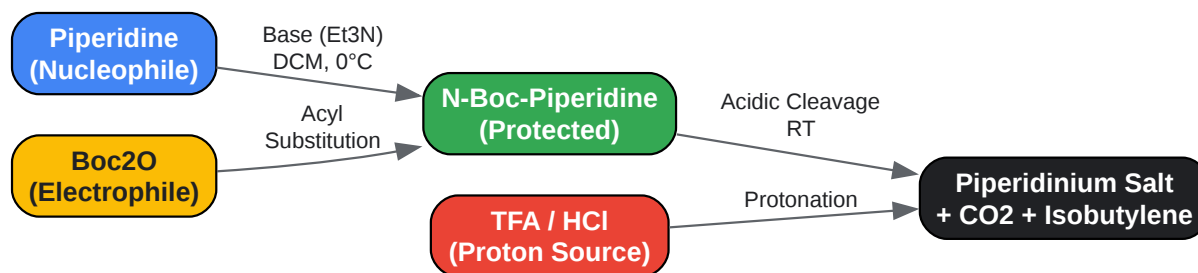 Piperidine
(Nucleophile)
Base (Et3N)
DCM, 0°C
Acyl
Substitution
Boc2O
(Electrophile)
N-Boc-Piperidine
(Protected)
Acidic Cleavage
RT
TFA / HCl
(Proton Source)
Protonation
Piperidinium Salt
+ CO2 + Isobutylene